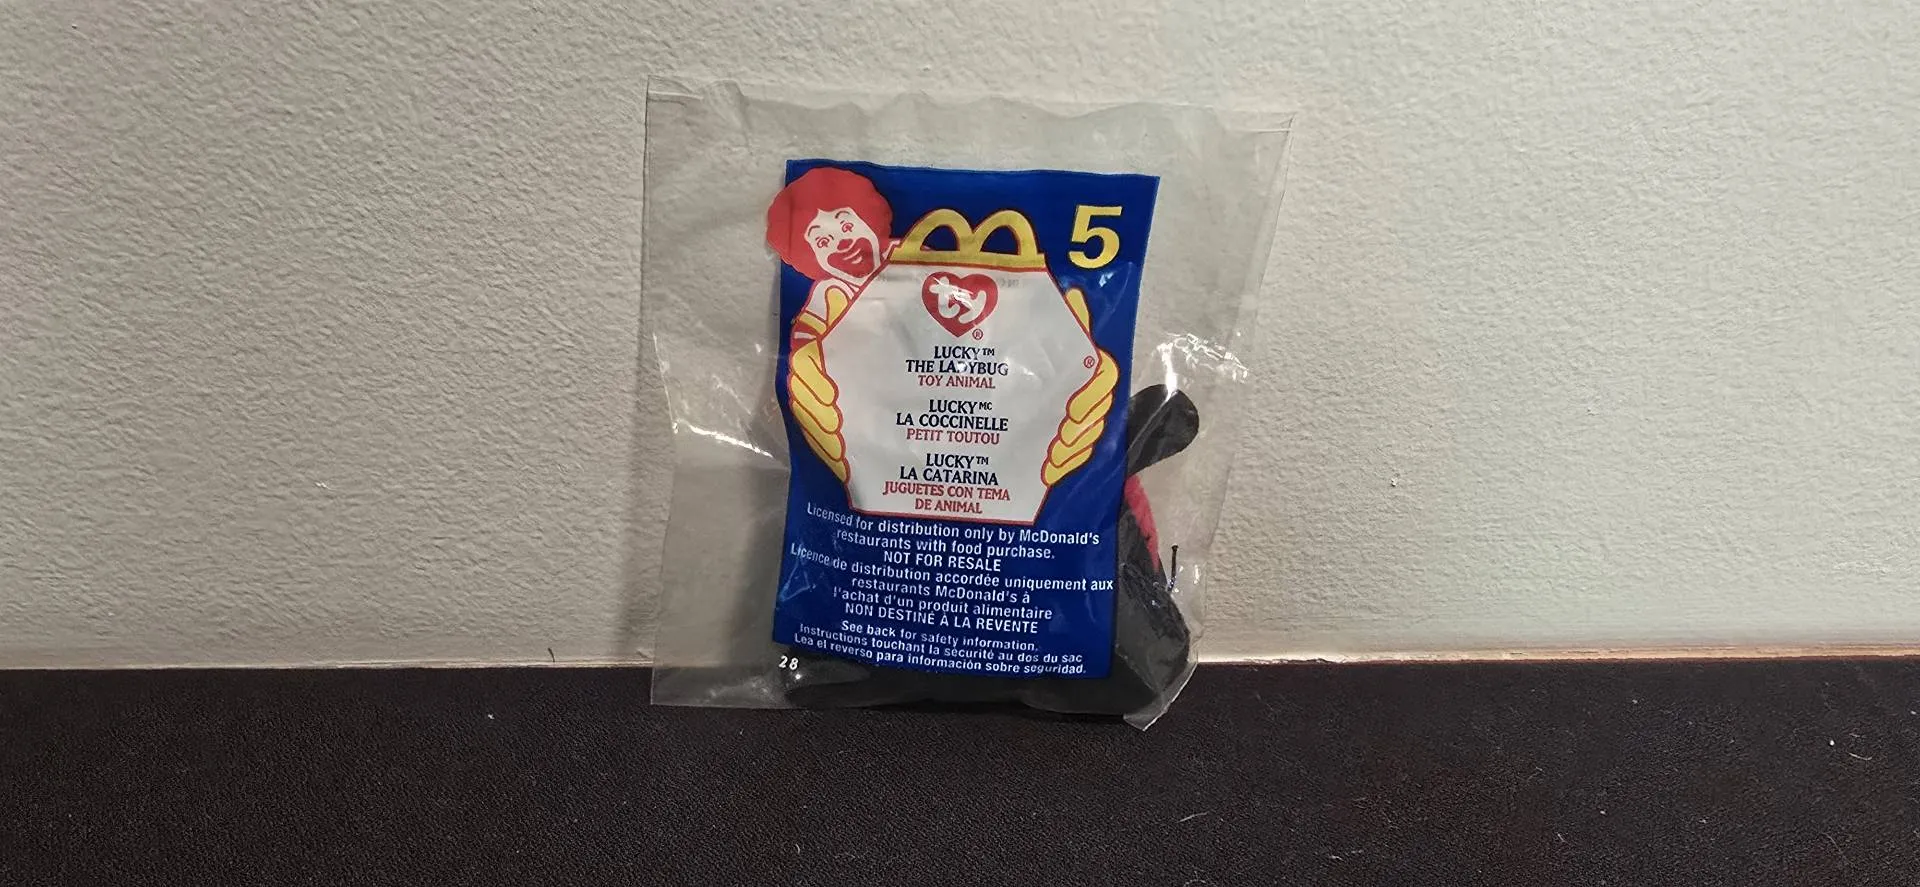 5
ty®
LUCKY™
THE LADYBUG
TOY ANIMAL
®
LUCKYᴹᶜ
LA COCCINELLE
PETIT TOUTOU
LUCKY™
LA CATARINA
JUGUETES CON TEMA
DE ANIMAL
Licensed for distribution only by McDonald's
restaurants with food purchase.
NOT FOR RESALE
Licence de distribution accordée uniquement aux
restaurants McDonald's à
l'achat d'un produit alimentaire
NON DESTINÉ À LA REVENTE
See back for safety information.
Instructions touchant la sécurité au dos du sac
Lea el reverso para información sobre seguridad.
28